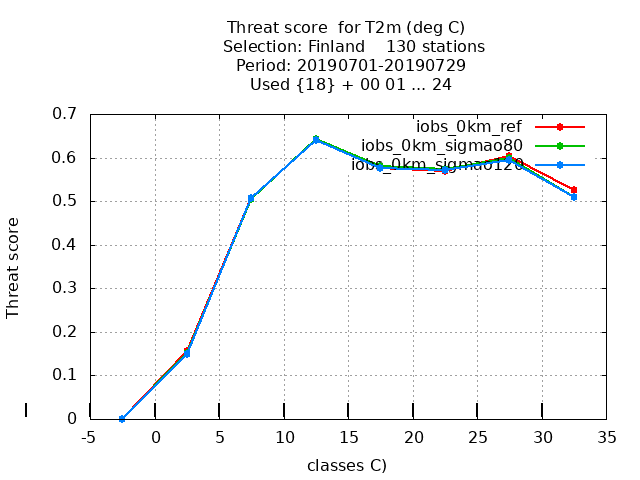 Threat score for T2m (deg C)
Selection: Finland 130 stations
Period: 20190701-20190729
Used {18} + 00 01 ... 24
0.7
0.6
0.5
0.4
0.3
0.2
0.1
0
Threat score
iobs_0km_ref
iobs_0km_sigmao80
iobs_0km_sigmao120
-5
0
5
10
15
20
25
30
35
classes C)